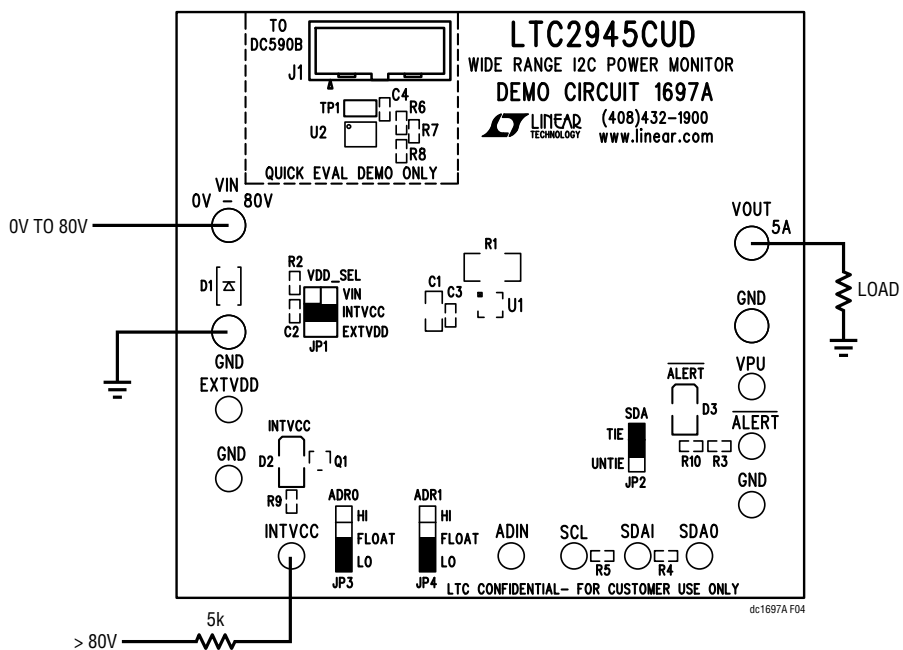 TO
DC590B
J1
TP1
C4
U2
R6
R7
R8
QUICK EVAL DEMO ONLY
LTC2945CUD
WIDE RANGE I2C POWER MONITOR
DEMO CIRCUIT 1697A
LINEAR
TECHNOLOGY
(408)432-1900
www.linear.com
VIN
0V - 80V
0V TO 80V
D1
GND
EXTVDD
GND
R2
VDD_SEL
VIN
INTVCC
EXTVDD
C2
JP1
C1
C3
R1
U1
VOUT
5A
LOAD
GND
VPU
ALERT
D3
ALERT
SDA
TIE
UNTIE
JP2
R10
R3
GND
INTVCC
D2
Q1
R9
INTVCC
ADR0
HI
FLOAT
LO
JP3
ADR1
HI
FLOAT
LO
JP4
ADIN
SCL
SDAI
SDAO
R5
R4
LTC CONFIDENTIAL- FOR CUSTOMER USE ONLY
dc1697A F04
5k
> 80V